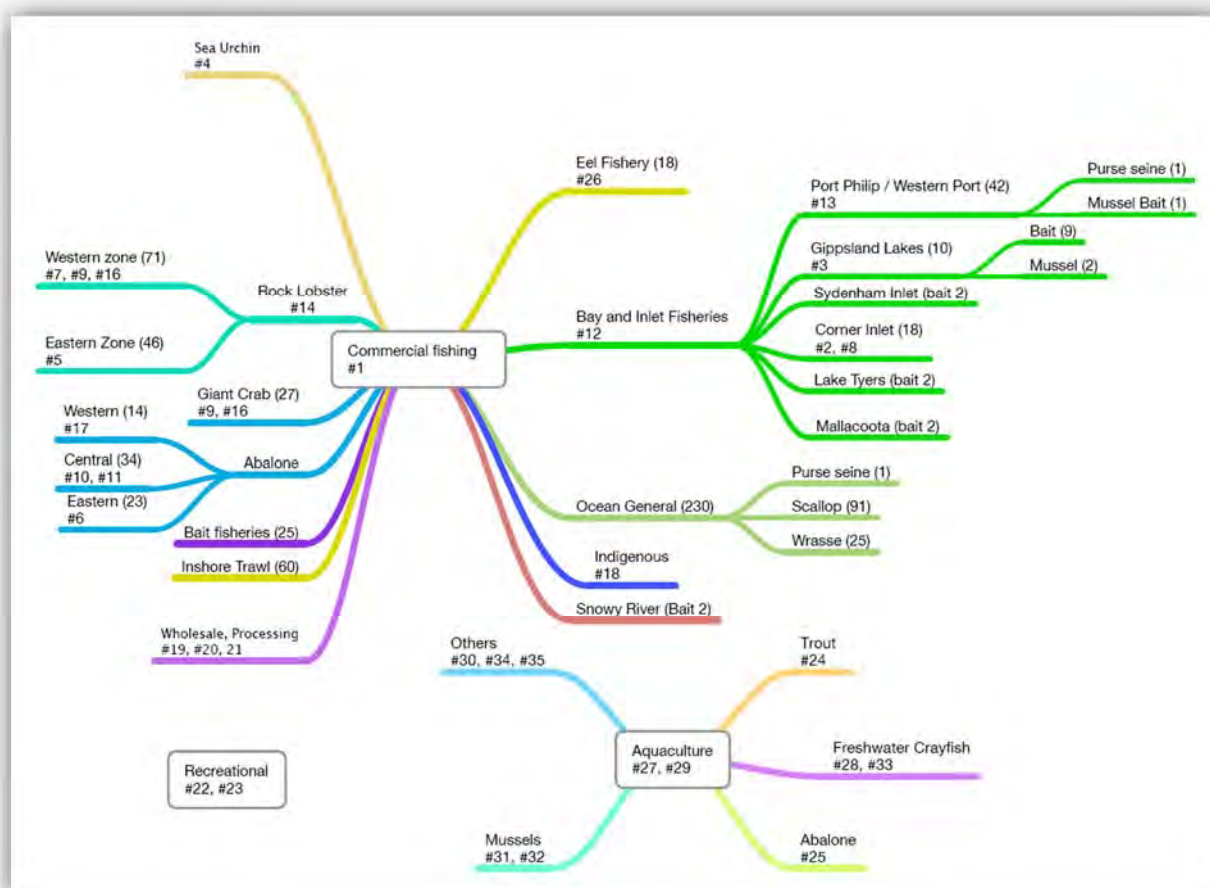 Sea Urchin
#4
Eel Fishery (18)
#26
Port Philip / Western Port (42)
#13
Purse seine (1)
Mussel Bait (1)
Gippsland Lakes (10)
#3
Bait (9)
Mussel (2)
Sydenham Inlet (bait 2)
Bay and Inlet Fisheries
#12
Corner Inlet (18)
#2, #8
Lake Tyers (bait 2)
Mallacoota (bait 2)
Western zone (71)
#7, #9, #16
Rock Lobster
#14
Eastern Zone (46)
#5
Commercial fishing
#1
Giant Crab (27)
#9, #16
Western (14)
#17
Central (34)
#10, #11
Abalone
Eastern (23)
#6
Bait fisheries (25)
Inshore Trawl (60)
Wholesale, Processing
#19, #20, 21
Ocean General (230)
Purse seine (1)
Scallop (91)
Wrasse (25)
Indigenous
#18
Snowy River (Bait 2)
Others
#30, #34, #35
Trout
#24
Aquaculture
#27, #29
Freshwater Crayfish
#28, #33
Recreational
#22, #23
Mussels
#31, #32
Abalone
#25